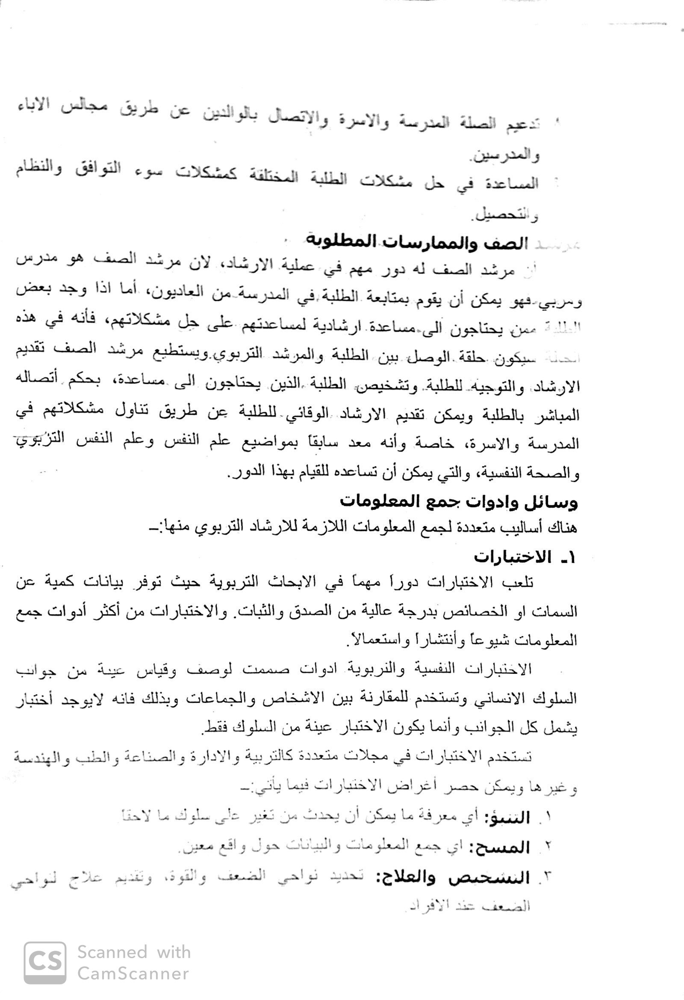 تدعيم الصلة المدرسة والاسرة والاتصال بالوالدين عن طريق مجالس الاباء
والمدرسين.
المساعدة في حل مشكلات الطلبة المختلفة كمشكلات سوء التوافق والنظام
والتحصيل.
مرشد الصف والممارسات المطلوبة
أن مرشد الصف له دور مهم في عملية الارشاد، لان مرشد الصف هو مدرس
ومربي فهو يمكن أن يقوم بمتابعة الطلبة في المدرسة من العاديون، أما اذا وجد بعض
الطلبة ممن يحتاجون الى مساعدة ارشادية لمساعدتهم على حل مشكلاتهم، فأنه في هذه
الحالة سيكون حلقة الوصل بين الطلبة والمرشد التربوي.ويستطيع مرشد الصف تقديم
الارشاد والتوجيه للطلبة وتشخيص الطلبة الذين يحتاجون الى مساعدة، بحكم أتصاله
المباشر بالطلبة ويمكن تقديم الارشاد الوقائي للطلبة عن طريق تناول مشكلاتهم في
المدرسة والاسرة، خاصة وأنه معد سابقاً بمواضيع علم النفس وعلم النفس التربوي
والصحة النفسية، والتي يمكن أن تساعده للقيام بهذا الدور.
وسائل وادوات جمع المعلومات
هناك أساليب متعددة لجمع المعلومات اللازمة للارشاد التربوي منها:ـ
١ـ الاختبارات
تلعب الاختبارات دوراً مهماً في الابحاث التربوية حيث توفر بيانات كمية عن
السمات او الخصائص بدرجة عالية من الصدق والثبات. والاختبارات من أكثر أدوات جمع
المعلومات شيوعاً وأنتشاراً واستعمالاً.
الاختبارات النفسية والتربوية ادوات صممت لوصف وقياس عينة من جوانب
السلوك الانساني وتستخدم للمقارنة بين الاشخاص والجماعات وبذلك فانه لايوجد أختبار
يشمل كل الجوانب وأنما يكون الاختبار عينة من السلوك فقط.
تستخدم الاختبارات في مجلات متعددة كالتربية والادارة والصناعة والطب والهندسة
وغيرها ويمكن حصر أغراض الاختبارات فيما يأتي:ـ
١. التنبؤ: أي معرفة ما يمكن أن يحدث من تغير على سلوك ما لاحقاً
٢. المسح: اي جمع المعلومات والبيانات حول واقع معين.
٣. التشخيص والعلاج: تحديد نواحي الضعف والقوة، وتقديم علاج لنواحي
الضعف عند الافراد.
CS Scanned with
CamScanner